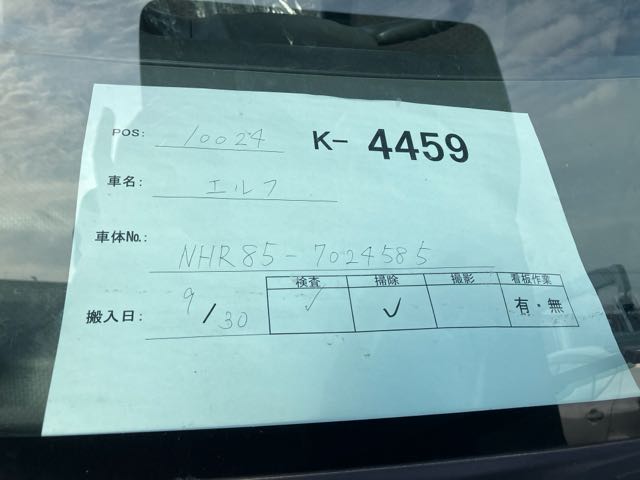 POS: 10024 K- 4459
車名: エルフ
車体No.: NHR85-7024585
搬入日: 9/30
検査 掃除 撮影 看板作業
✓ ✓ 有・無